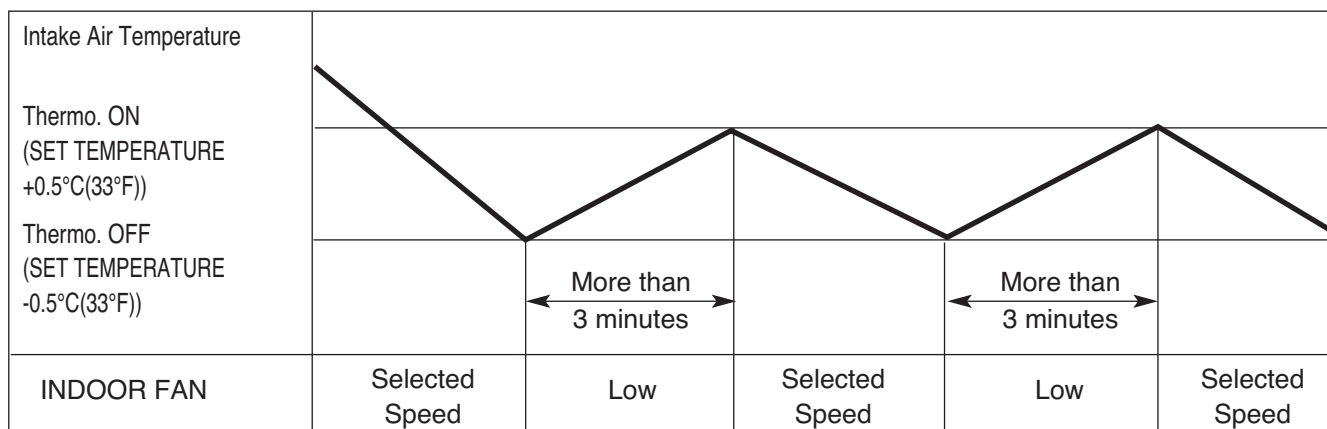 Intake Air Temperature
Thermo. ON
(SET TEMPERATURE
+0.5°C(33°F))
Thermo. OFF
(SET TEMPERATURE
-0.5°C(33°F))
More than
3 minutes
More than
3 minutes
INDOOR FAN
Selected
Speed
Low
Selected
Speed
Low
Selected
Speed